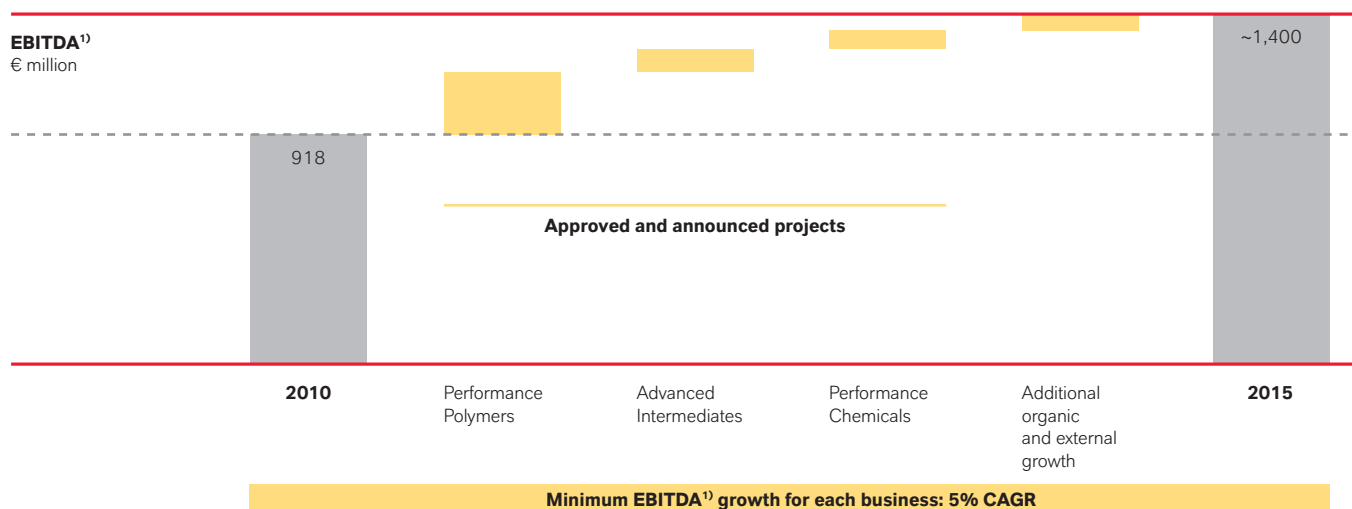 EBITDA¹⁾
€ million
918
~1,400
Approved and announced projects
2010
Performance
Polymers
Advanced
Intermediates
Performance
Chemicals
Additional
organic
and external
growth
2015
Minimum EBITDA¹⁾ growth for each business: 5% CAGR